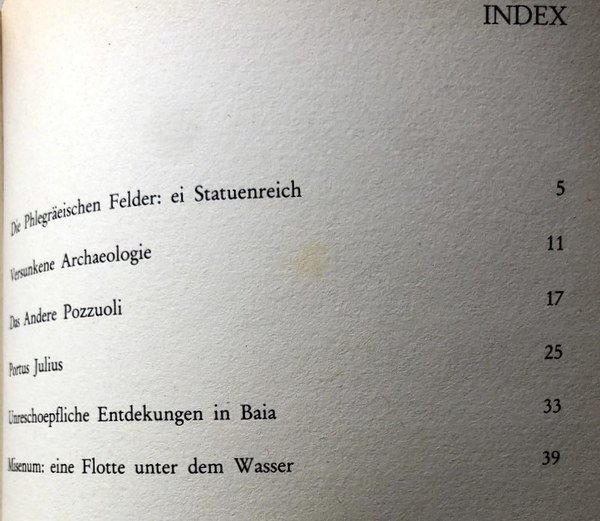 INDEX
Die Phlegräeischen Felder: ei Statuenreich 5
Versunkene Archaeologie 11
Das Andere Pozzuoli 17
Portus Julius 25
Unreschoepfliche Entdekungen in Baia 33
Misenum: eine Flotte unter dem Wasser 39